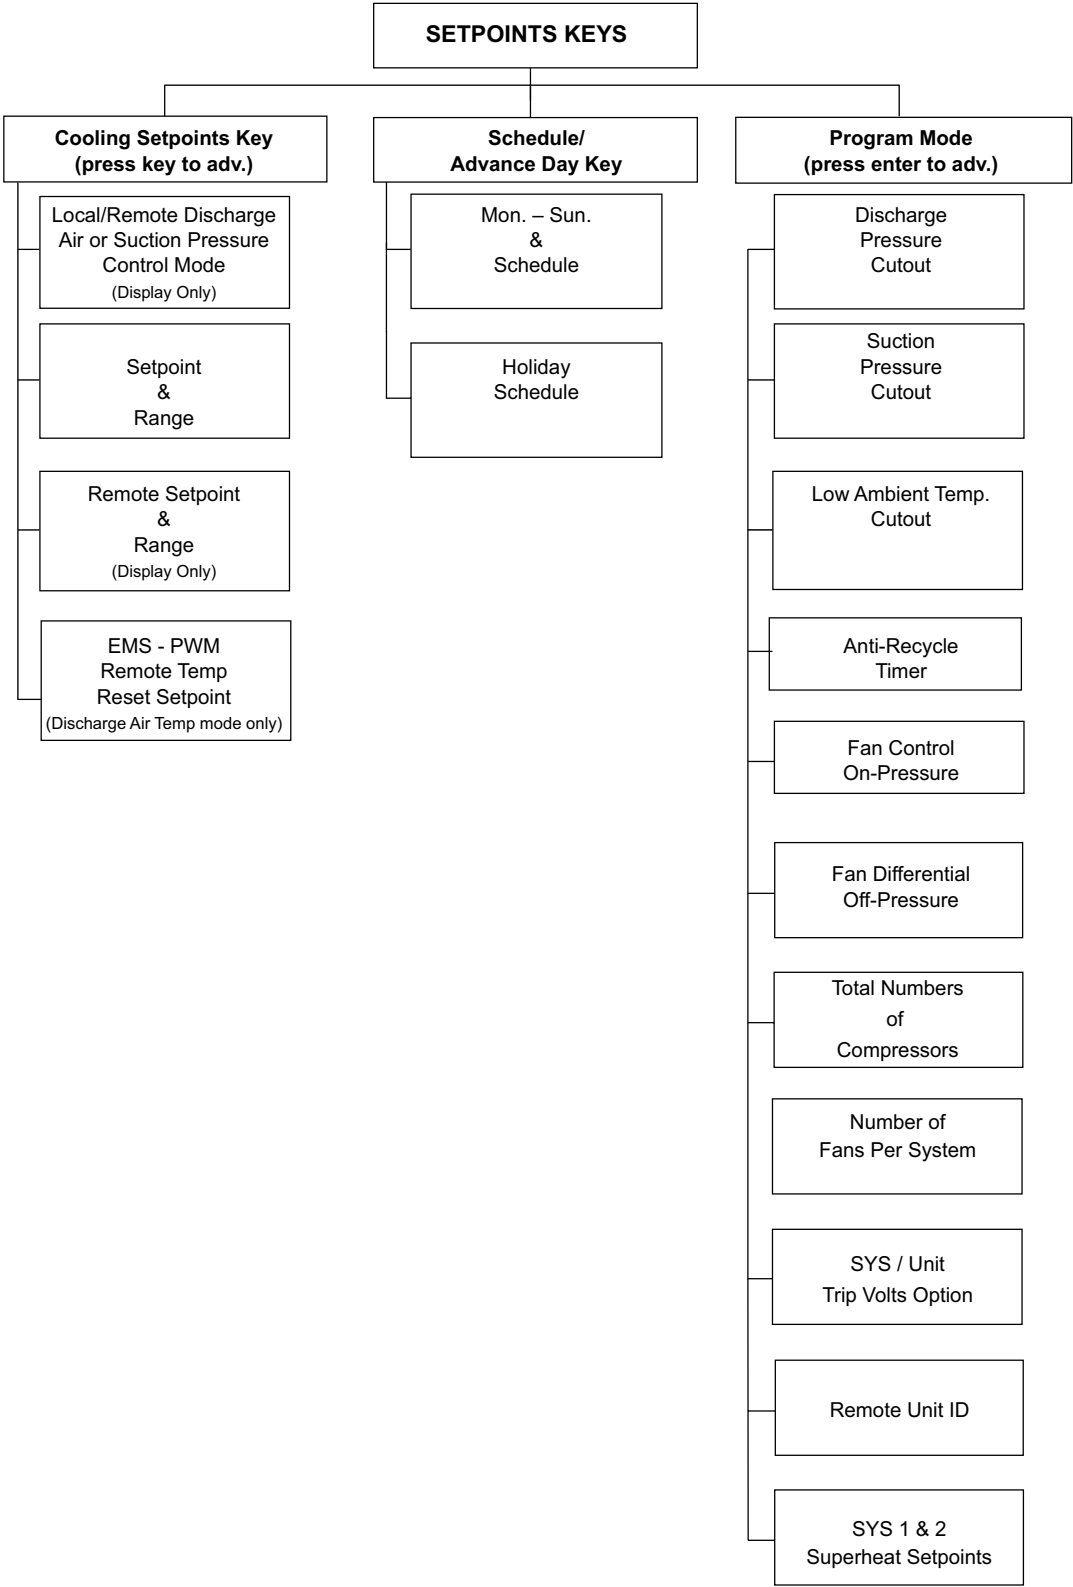 SETPOINTS KEYS
Cooling Setpoints Key
(press key to adv.)
Local/Remote Discharge
Air or Suction Pressure
Control Mode
(Display Only)
Setpoint
&
Range
Remote Setpoint
&
Range
(Display Only)
EMS - PWM
Remote Temp
Reset Setpoint
(Discharge Air Temp mode only)
Schedule/
Advance Day Key
Mon. – Sun.
&
Schedule
Holiday
Schedule
Program Mode
(press enter to adv.)
Discharge
Pressure
Cutout
Suction
Pressure
Cutout
Low Ambient Temp.
Cutout
Anti-Recycle
Timer
Fan Control
On-Pressure
Fan Differential
Off-Pressure
Total Numbers
of
Compressors
Number of
Fans Per System
SYS / Unit
Trip Volts Option
Remote Unit ID
SYS 1 & 2
Superheat Setpoints